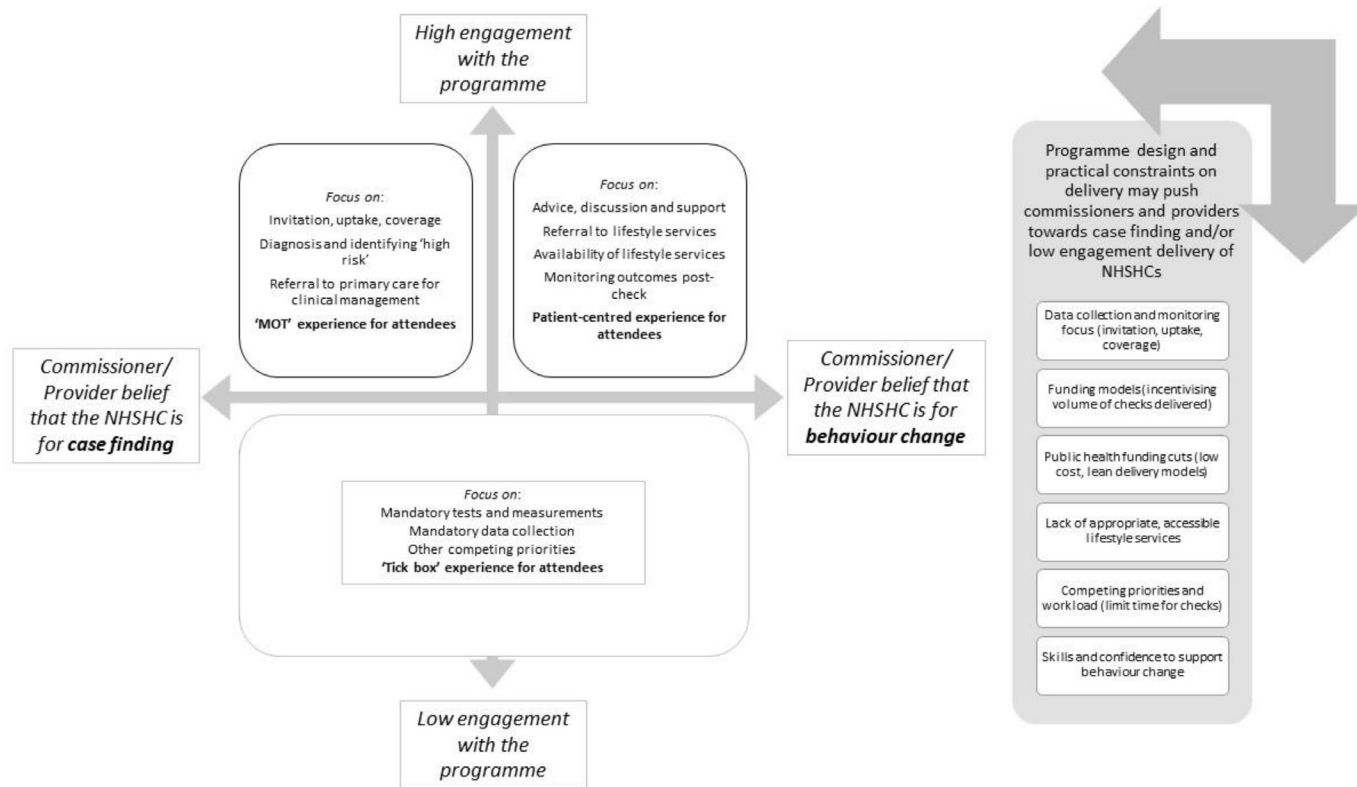 High engagement
with the
programme
Focus on:
Invitation, uptake, coverage
Diagnosis and identifying ‘high
risk’
Referral to primary care for
clinical management
‘MOT’ experience for attendees
Focus on:
Advice, discussion and support
Referral to lifestyle services
Availability of lifestyle services
Monitoring outcomes post-
check
Patient-centred experience for
attendees
Commissioner/
Provider belief
that the NHSHC is
for case finding
Commissioner/
Provider belief that
the NHSHC is for
behaviour change
Focus on:
Mandatory tests and measurements
Mandatory data collection
Other competing priorities
‘Tick box’ experience for attendees
Low engagement
with the
programme
Programme design and
practical constraints on
delivery may push
commissioners and providers
towards case finding and/or
low engagement delivery of
NHSHCs
Data collection and monitoring
focus (invitation, uptake,
coverage)
Funding models (incentivising
volume of checks delivered)
Public health funding cuts (low
cost, lean delivery models)
Lack of appropriate, accessible
lifestyle services
Competing priorities and
workload (limit time for checks)
Skills and confidence to support
behaviour change